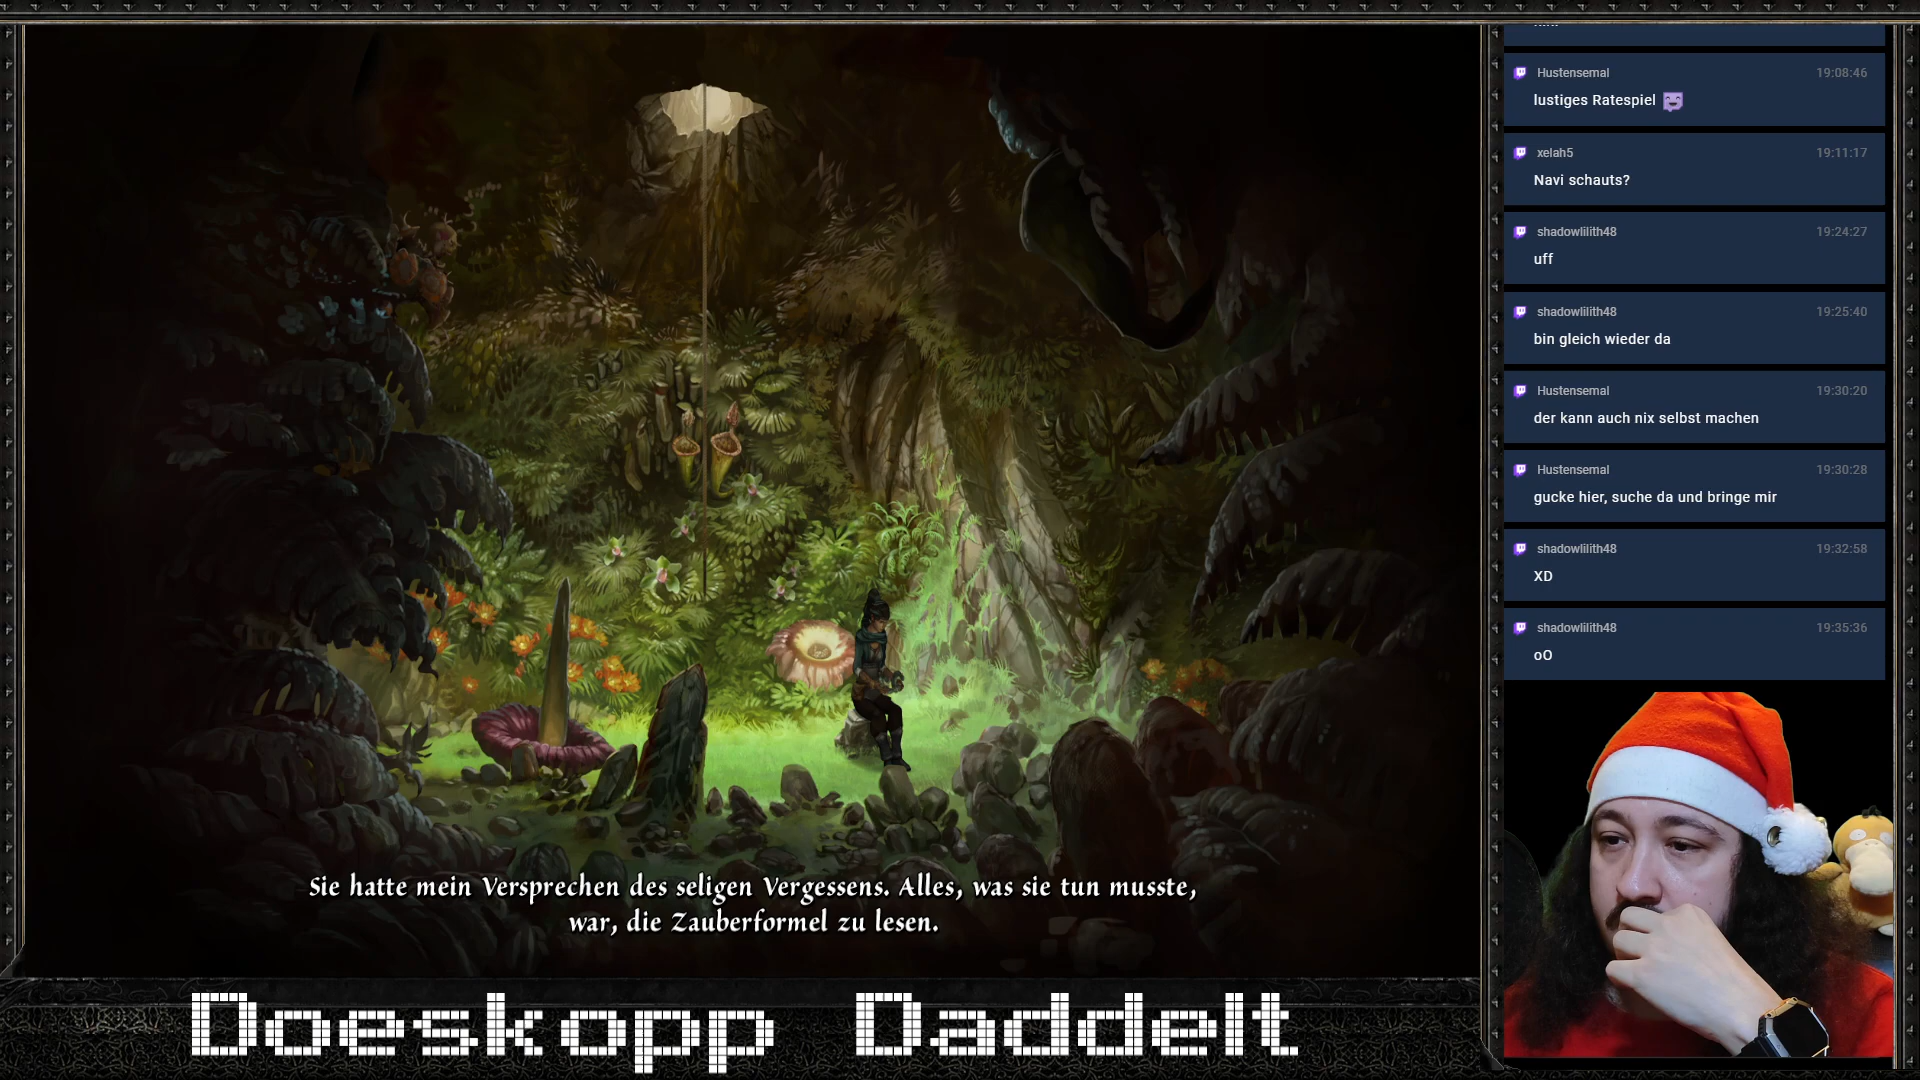 Hustensemal 19:08:46
lustiges Ratespiel
xelah5 19:11:17
Navi schauts?
shadowlilith48 19:24:27
uff
shadowlilith48 19:25:40
bin gleich wieder da
Hustensemal 19:30:20
der kann auch nix selbst machen
Hustensemal 19:30:28
gucke hier, suche da und bringe mir
shadowlilith48 19:32:58
XD
shadowlilith48 19:35:36
oO
Sie hatte mein Versprechen des seligen Vergessens. Alles, was sie tun musste,
war, die Zauberformel zu lesen.
Doeskopp Daddelt